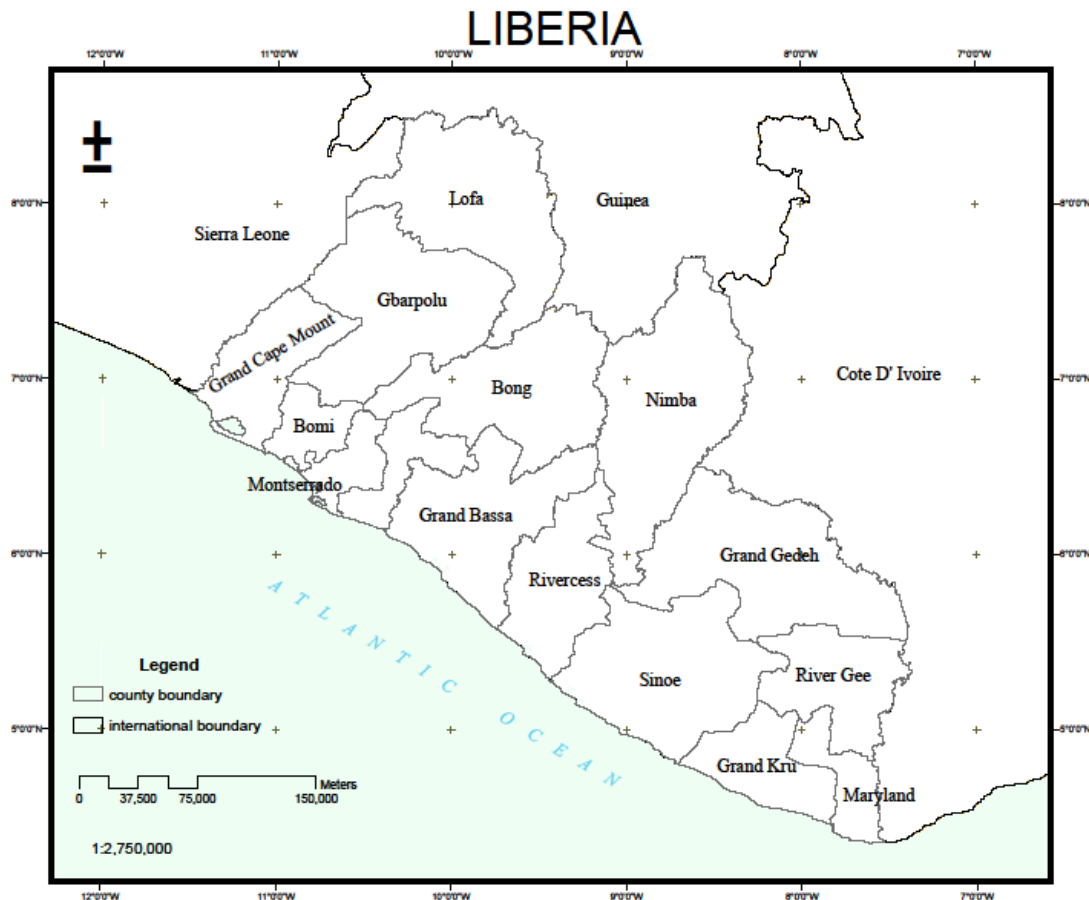 LIBERIA
12°0'0"W 11°0'0"W 10°0'0"W 9°0'0"W 8°0'0"W 7°0'0"W
Lofa
Guinea
8°0'0"N 8°0'0"N
Sierra Leone
Gbarpolu
Grand Cape Mount
7°0'0"N 7°0'0"N
Cote D' Ivoire
Bong
Nimba
Bomi
Montserrado
Grand Bassa
6°0'0"N 6°0'0"N
Grand Gedeh
Rivercess
ATLANTIC OCEAN
Sinoe
River Gee
Legend
county boundary
international boundary
5°0'0"N 5°0'0"N
Grand Kru
Maryland
Meters
0 37,500 75,000 150,000
1:2,750,000
12°0'0"W 11°0'0"W 10°0'0"W 9°0'0"W 8°0'0"W 7°0'0"W